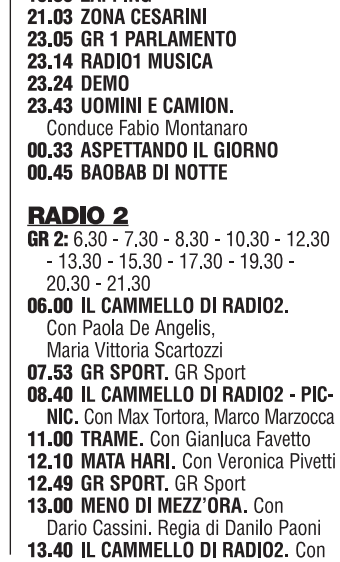 21.03 ZONA CESARINI
23.05 GR 1 PARLAMENTO
23.14 RADIO1 MUSICA
23.24 DEMO
23.43 UOMINI E CAMION.
Conduce Fabio Montanaro
00.33 ASPETTANDO IL GIORNO
00.45 BAOBAB DI NOTTE
RADIO 2
GR 2: 6.30 - 7.30 - 8.30 - 10.30 - 12.30
- 13.30 - 15.30 - 17.30 - 19.30 -
20.30 - 21.30
06.00 IL CAMMELLO DI RADIO2.
Con Paola De Angelis,
Maria Vittoria Scartozzi
07.53 GR SPORT. GR Sport
08.40 IL CAMMELLO DI RADIO2 - PIC-
NIC. Con Max Tortora, Marco Marzocca
11.00 TRAME. Con Gianluca Favetto
12.10 MATA HARI. Con Veronica Pivetti
12.49 GR SPORT. GR Sport
13.00 MENO DI MEZZ'ORA. Con
Dario Cassini. Regia di Danilo Paoni
13.40 IL CAMMELLO DI RADIO2. Con